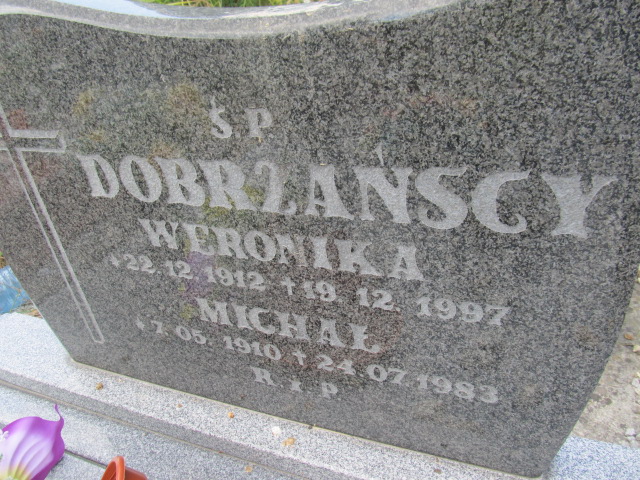 Ś.P
DOBRZAŃSCY
WERONIKA
*22.12.1912 †19.12.1997
MICHAŁ
*7.05.1910 †24.07.1983
R I P